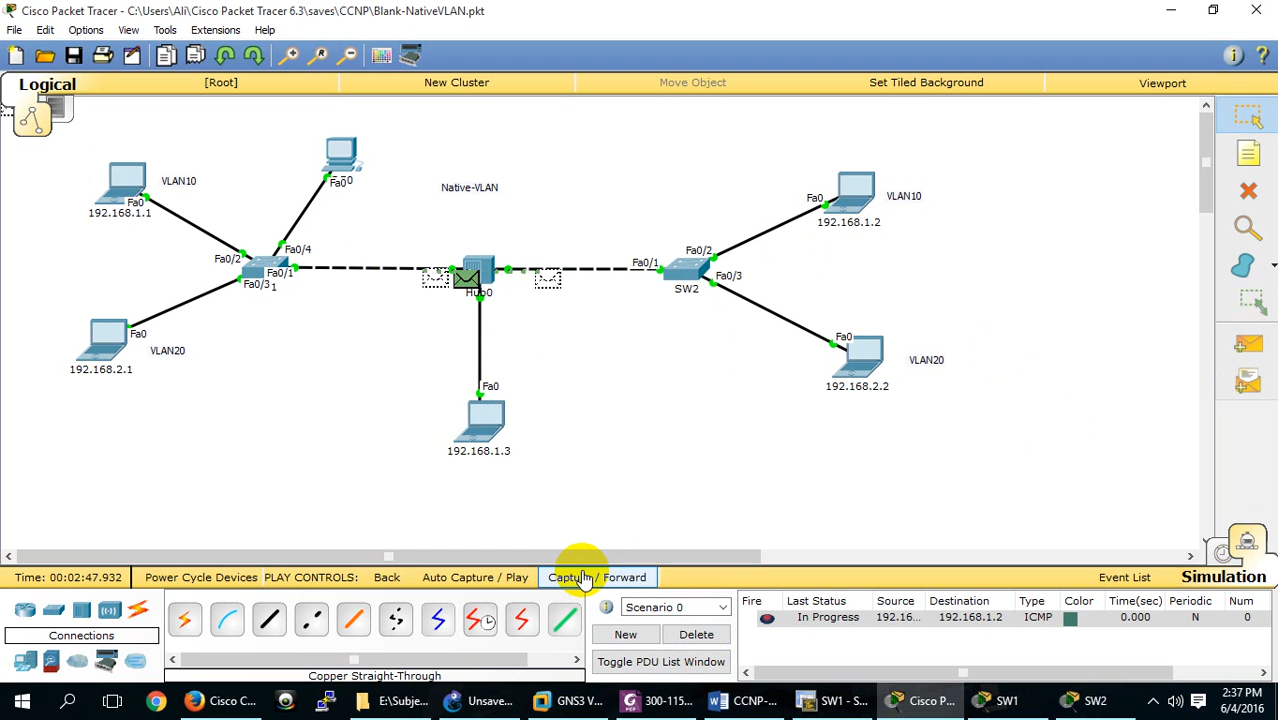 Cisco Packet Tracer - C:\Users\Ali\Cisco Packet Tracer 6.3\saves\CCNP\Blank-NativeVLAN.pkt
File Edit Options View Tools Extensions Help
Logical [Root] New Cluster Move Object Set Tiled Background Viewport
VLAN10
Fa0
192.168.1.1
Fa0
Native-VLAN
Fa0/2
Fa0/4
Fa0/1
Fa0/3
1
Hub0
Fa0
VLAN20
192.168.2.1
Fa0
192.168.1.3
Fa0
VLAN10
192.168.1.2
Fa0/1
Fa0/2
SW2
Fa0/3
Fa0
VLAN20
192.168.2.2
Time: 00:02:47.932 Power Cycle Devices PLAY CONTROLS: Back Auto Capture / Play Capture / Forward Event List Simulation
Connections
Copper Straight-Through
Scenario 0
New Delete
Toggle PDU List Window
Fire Last Status Source Destination Type Color Time(sec) Periodic Num
In Progress 192.16... 192.168.1.2 ICMP 0.000 N 0
Cisco C... E:\Subje... Unsave... GNS3 V... 300-115... CCNP-... SW1 - S... Cisco P... SW1 SW2
2:37 PM
6/4/2016